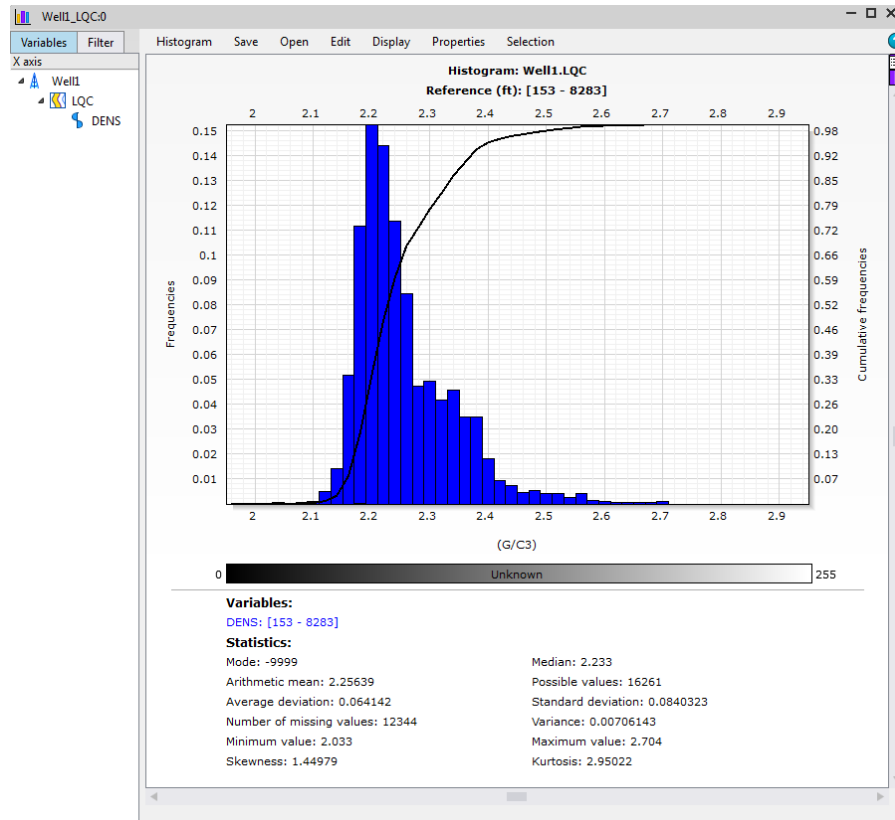 Well1_LQC:0
Variables Filter Histogram Save Open Edit Display Properties Selection
X axis
Well1
LQC
DENS
Histogram: Well1.LQC
Reference (ft): [153 - 8283]
2 2.1 2.2 2.3 2.4 2.5 2.6 2.7 2.8 2.9
0.15 0.98
0.14 0.92
0.13 0.85
0.12 0.79
0.11 0.72
0.1 0.66
0.09 0.59
0.08 0.52
0.07 0.46
0.06 0.39
0.05 0.33
0.04 0.26
0.03 0.20
0.02 0.13
0.01 0.07
Frequencies
Cumulative frequencies
2 2.1 2.2 2.3 2.4 2.5 2.6 2.7 2.8 2.9
(G/C3)
0 Unknown 255
Variables:
DENS: [153 - 8283]
Statistics:
Mode: -9999 Median: 2.233
Arithmetic mean: 2.25639 Possible values: 16261
Average deviation: 0.064142 Standard deviation: 0.0840323
Number of missing values: 12344 Variance: 0.00706143
Minimum value: 2.033 Maximum value: 2.704
Skewness: 1.44979 Kurtosis: 2.95022